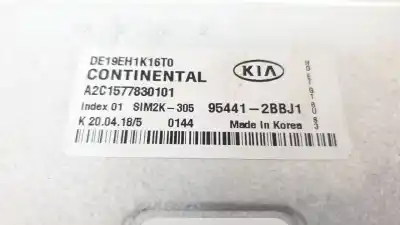 DE19EH1K16T0
CONTINENTAL
KIA
A2C1577830101
Index 01 SIM2K-305 95441-2BBJ1
K 20.04.18/5 0144 Made in Korea